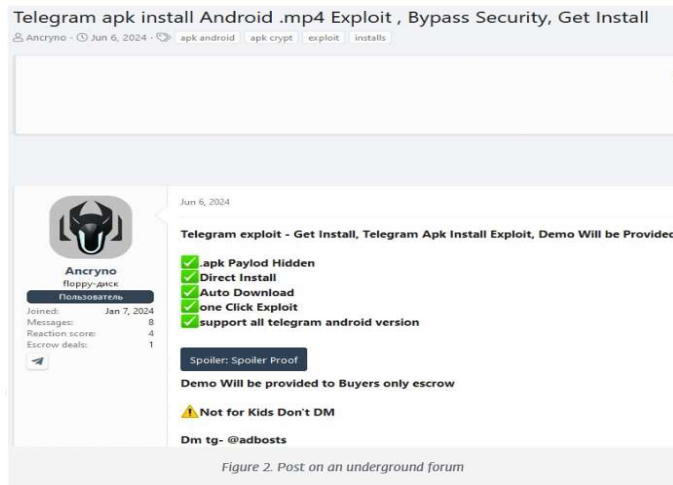 Telegram apk install Android .mp4 Exploit , Bypass Security, Get Install
Ancryno · Jun 6, 2024 · apk android apk crypt exploit installs
Jun 6, 2024
Telegram exploit - Get Install, Telegram Apk Install Exploit, Demo Will be Provided
.apk Paylod Hidden
Direct Install
Auto Download
one Click Exploit
support all telegram android version
Ancryno
floppy-диск
Пользователь
Joined: Jan 7, 2024
Messages: 8
Reaction score: 4
Escrow deals: 1
Spoiler: Spoiler Proof
Demo Will be provided to Buyers only escrow
Not for Kids Don't DM
Dm tg- @adbosts
Figure 2. Post on an underground forum